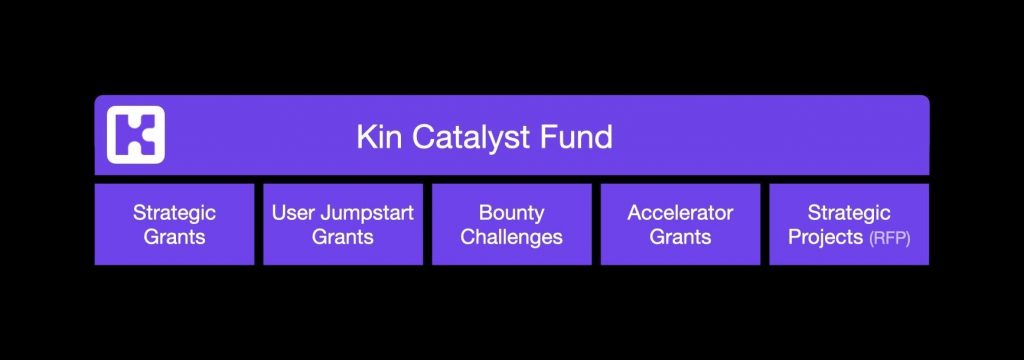 Kin Catalyst Fund
Strategic
Grants
User Jumpstart
Grants
Bounty
Challenges
Accelerator
Grants
Strategic
Projects (RFP)